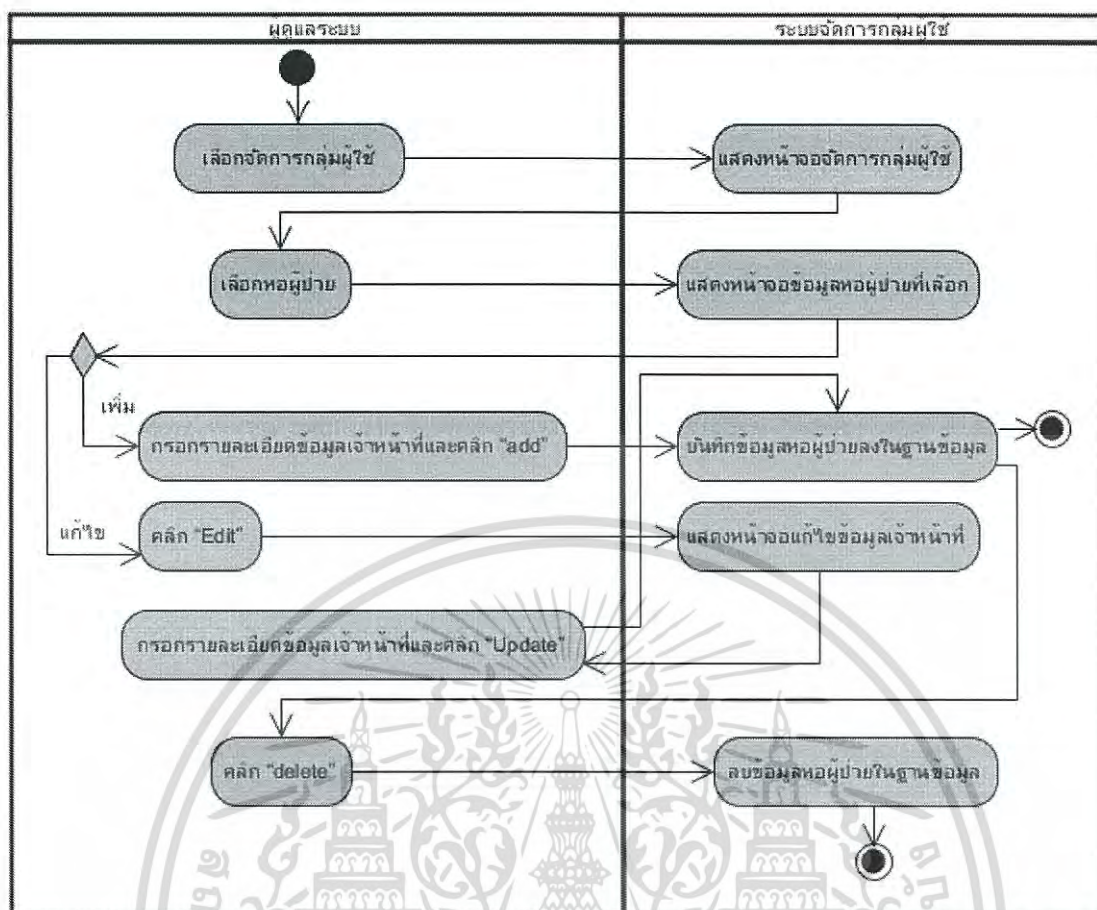 ผู้ดูแลระบบ
ระบบจัดการกลุ่มผู้ใช้
เลือกจัดการกลุ่มผู้ใช้
แสดงหน้าจอจัดการกลุ่มผู้ใช้
เลือกหอผู้ป่วย
แสดงหน้าจอข้อมูลหอผู้ป่วยที่เลือก
เพิ่ม
กรอกรายละเอียดข้อมูลเจ้าหน้าที่และคลิก "add"
บันทึกข้อมูลหอผู้ป่วยลงในฐานข้อมูล
แก้ไข
คลิก "Edit"
แสดงหน้าจอแก้ไขข้อมูลเจ้าหน้าที่
กรอกรายละเอียดข้อมูลเจ้าหน้าที่และคลิก "Update"
คลิก "delete"
ลบข้อมูลหอผู้ป่วยในฐานข้อมูล